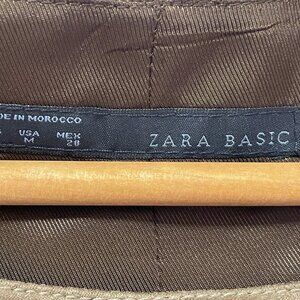 DE IN MOROCCO
USA MEX
M 28
ZARA BASIC